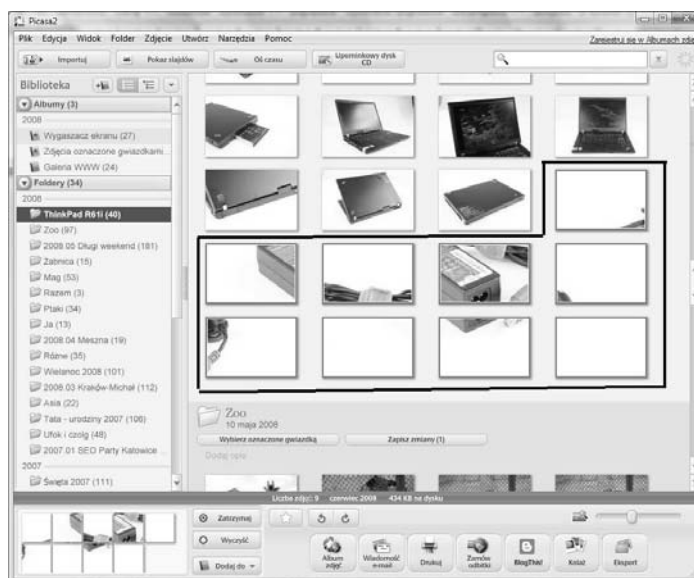 Picasa2
Plik Edycja Widok Folder Zdjęcie Utwórz Narzędzia Pomoc
Zarejestruj się w Albumach
Importuj Pokaz slajdów Oś czasu Upominkowy dysk CD
Biblioteka
Albumy (3)
2008
Wygaszacz ekranu (27)
Zdjęcia oznaczone gwiazdkami...
Galeria WWW (24)
Foldery (34)
2008
ThinkPad R61i (40)
Zoo (97)
2008.05 Długi weekend (181)
Żabnica (15)
Mag (53)
Razem (3)
Ptaki (34)
Ja (13)
2008.04 Meszna (19)
Różne (35)
Wielanoc 2008 (101)
2008.03 Kraków-Michał (112)
Asia (22)
Tata - urodziny 2007 (106)
Ufok i czołg (48)
2007.01 SEO Party Katowice ...
2007
Święta 2007 (111)
Zoo
10 maja 2008
Wybierz oznaczone gwiazdką Zapisz zmiany (1)
Dodaj opis
Liczba zdjęć: 9 czerwiec 2008 434 KB na dysku
Zatrzymaj
Wyczyść
Dodaj do
Album zdjęć
Wiadomość e-mail
Drukuj
Zamów odbitki
BlogThis!
Kolaż
Eksport